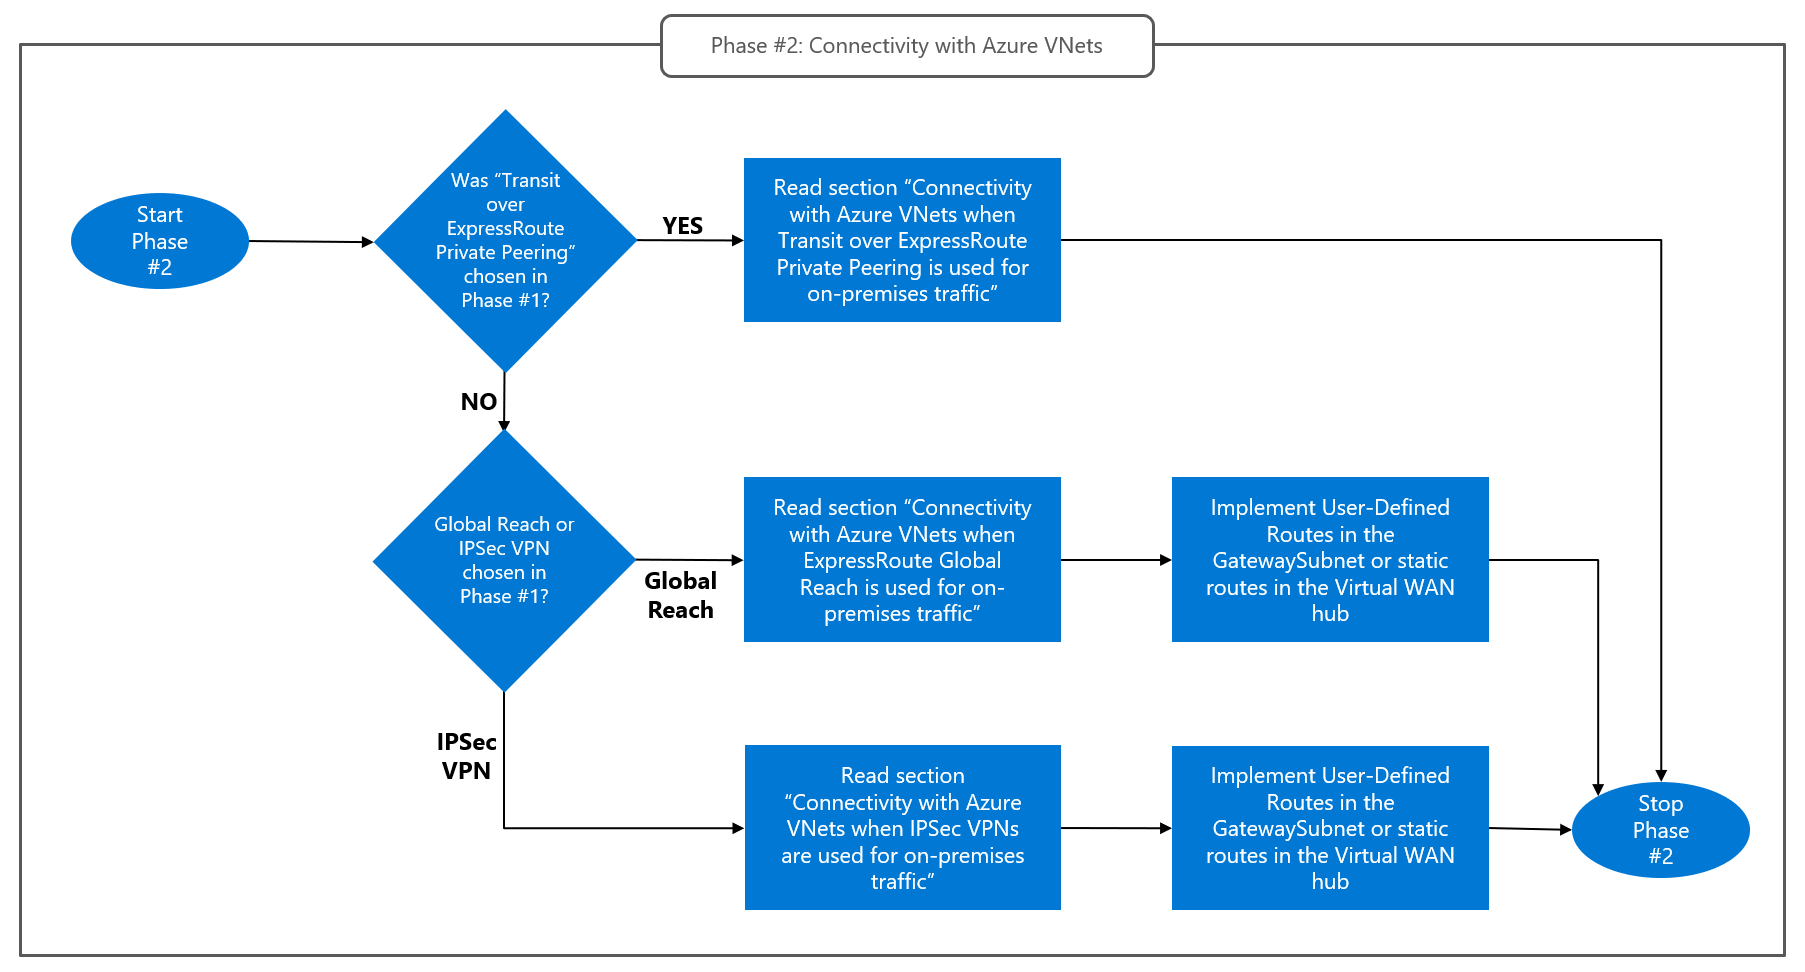 Phase #2: Connectivity with Azure VNets
Start
Phase
#2
Was “Transit
over
ExpressRoute
Private Peering”
chosen in
Phase #1?
YES
Read section “Connectivity
with Azure VNets when
Transit over ExpressRoute
Private Peering is used for
on-premises traffic”
NO
Global Reach or
IPSec VPN
chosen in
Phase #1?
Global
Reach
Read section “Connectivity
with Azure VNets when
ExpressRoute Global
Reach is used for on-
premises traffic”
Implement User-Defined
Routes in the
GatewaySubnet or static
routes in the Virtual WAN
hub
IPSec
VPN
Read section
“Connectivity with Azure
VNets when IPSec VPNs
are used for on-premises
traffic”
Implement User-Defined
Routes in the
GatewaySubnet or static
routes in the Virtual WAN
hub
Stop
Phase
#2